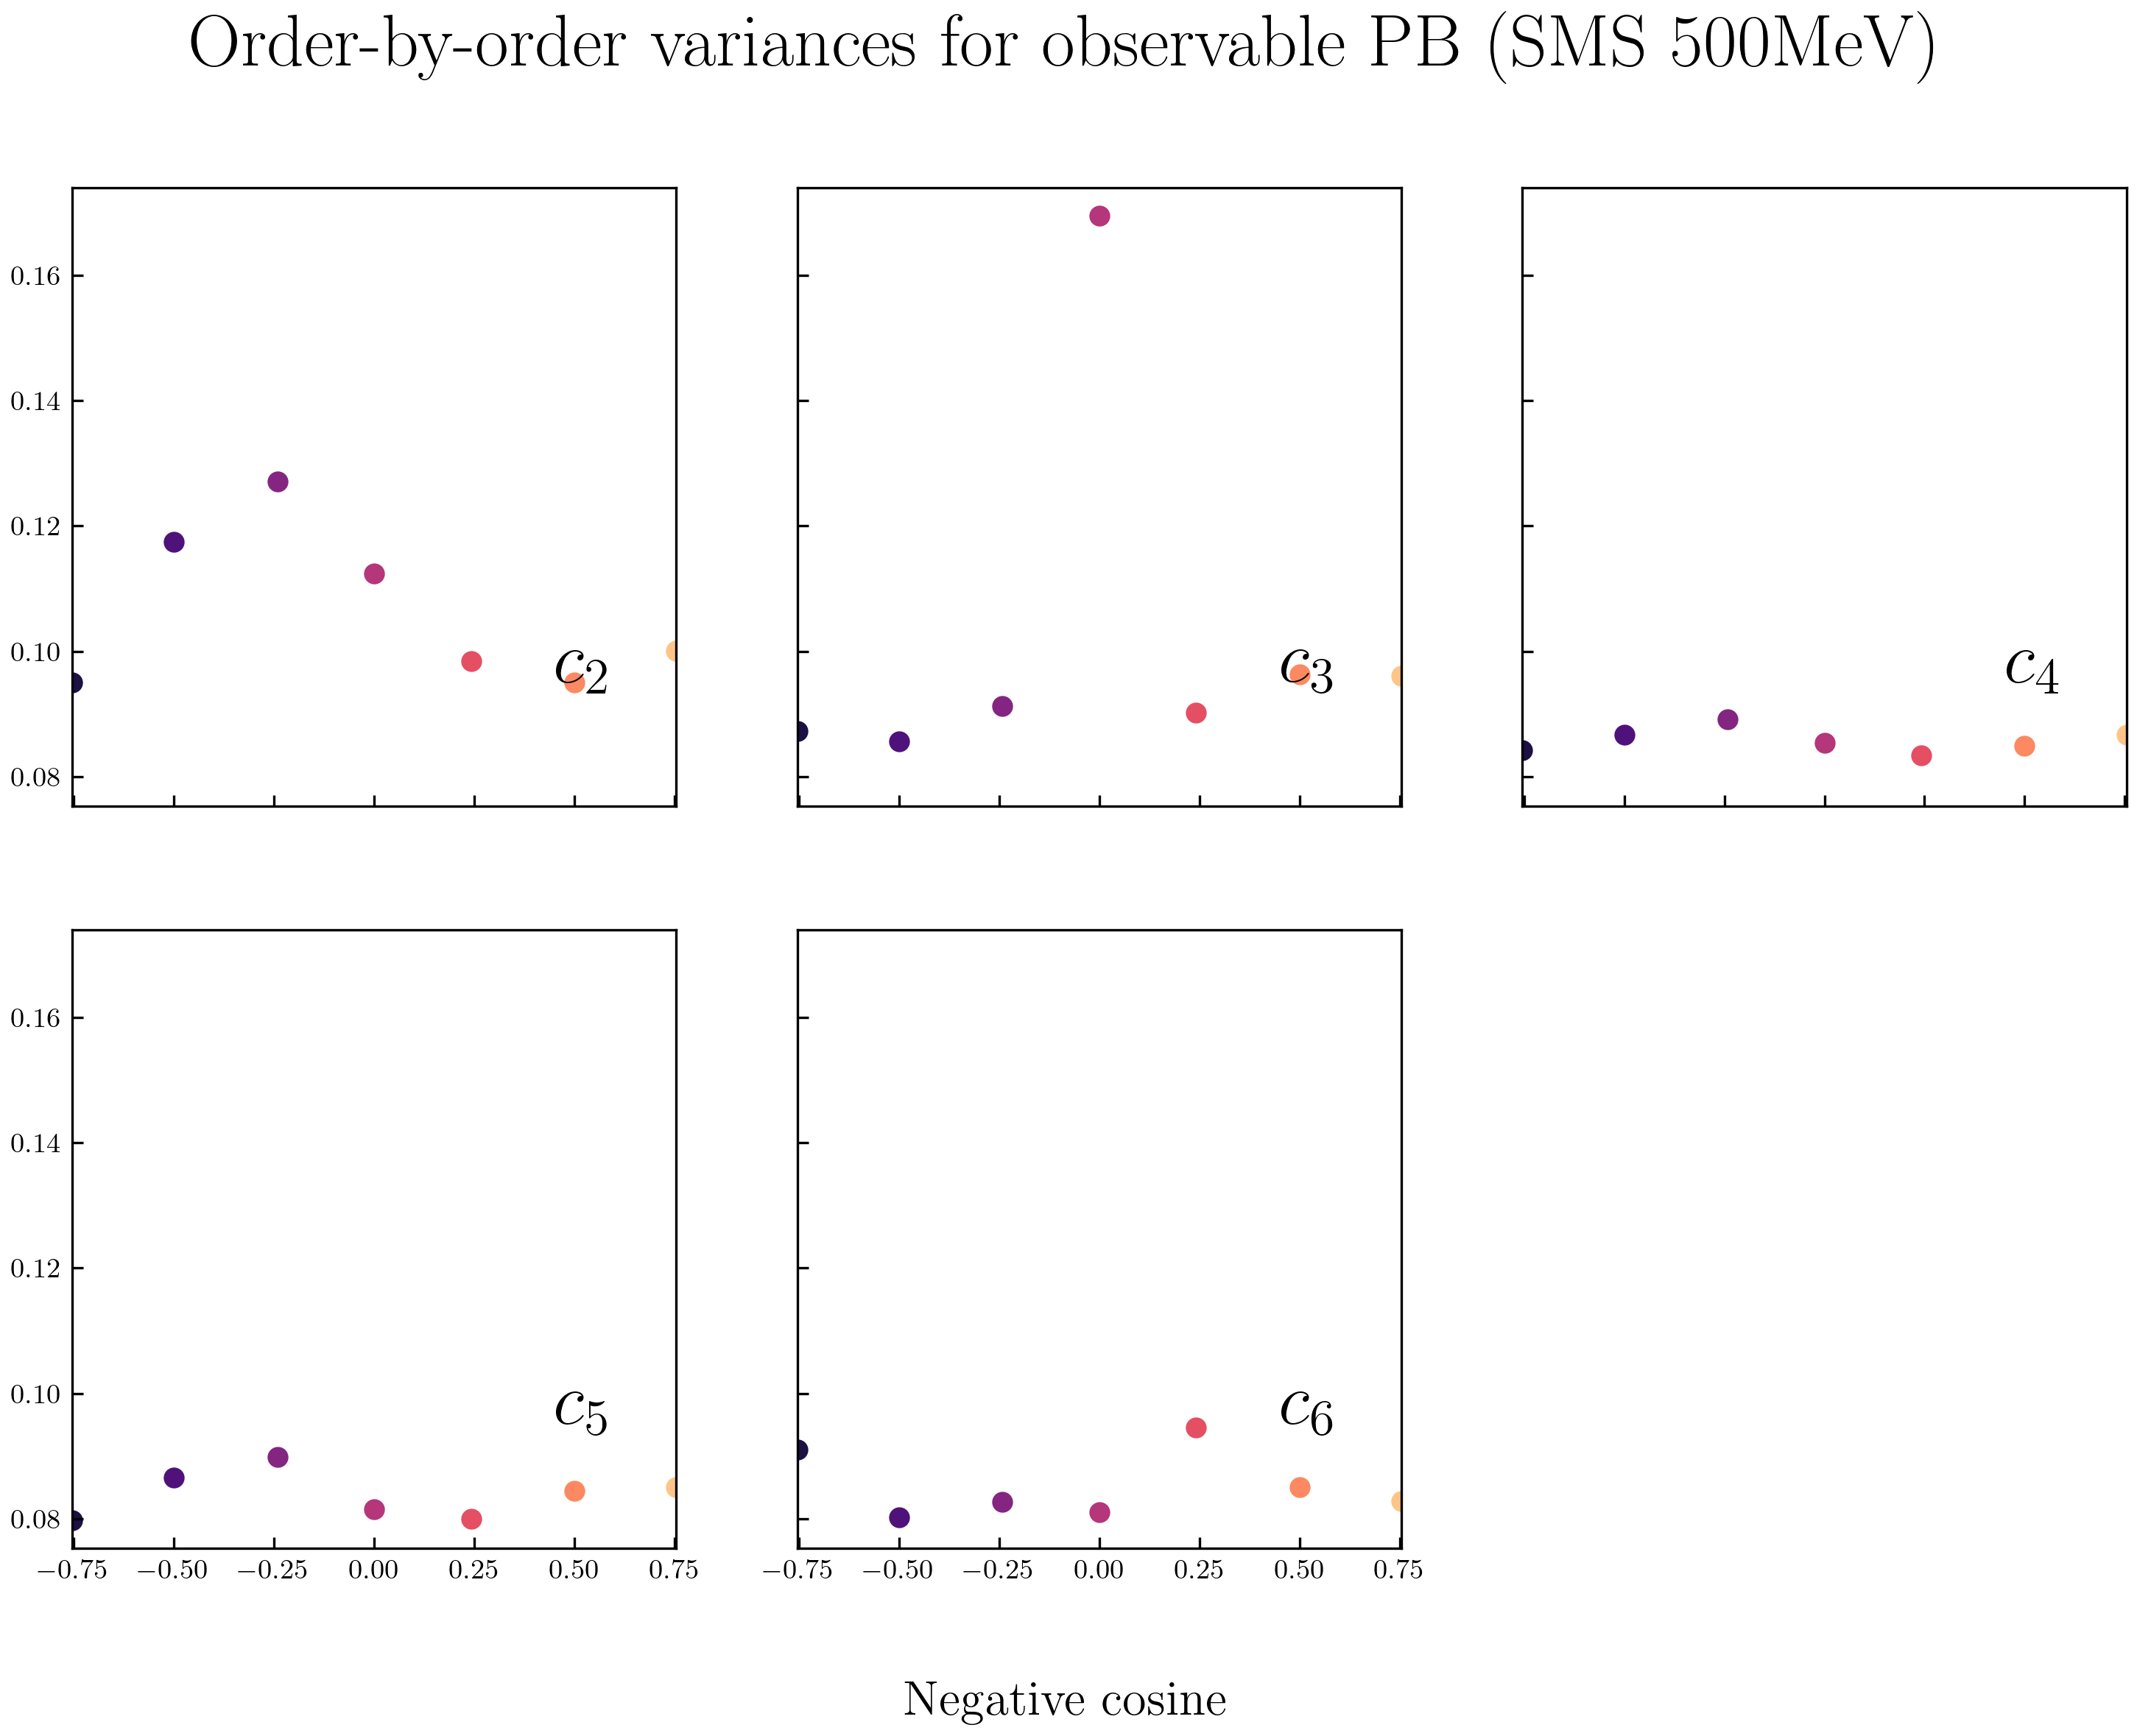 Order-by-order variances for observable PB (SMS 500MeV)
0.16
0.14
0.12
0.10
0.08
c₂
c₃
c₄
0.16
0.14
0.12
0.10
0.08
c₅
c₆
−0.75 −0.50 −0.25 0.00 0.25 0.50 0.75
−0.75 −0.50 −0.25 0.00 0.25 0.50 0.75
Negative cosine